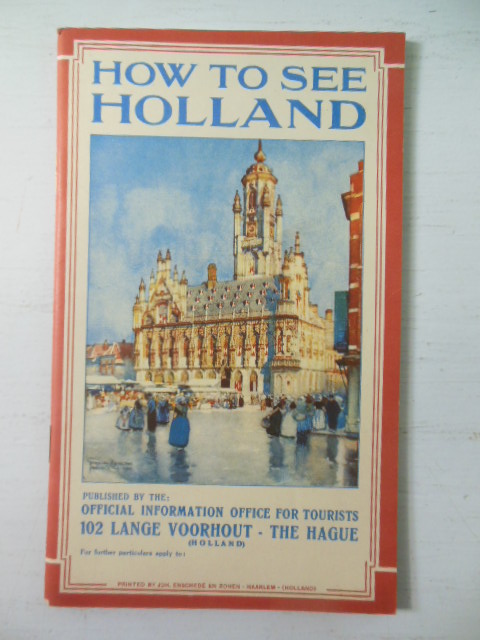 HOW TO SEE
HOLLAND
PUBLISHED BY THE:
OFFICIAL INFORMATION OFFICE FOR TOURISTS
102 LANGE VOORHOUT - THE HAGUE
(HOLLAND)
For further particulars apply to:
PRINTED BY JOH. ENSCHEDÉ EN ZONEN - HAARLEM - (HOLLAND)